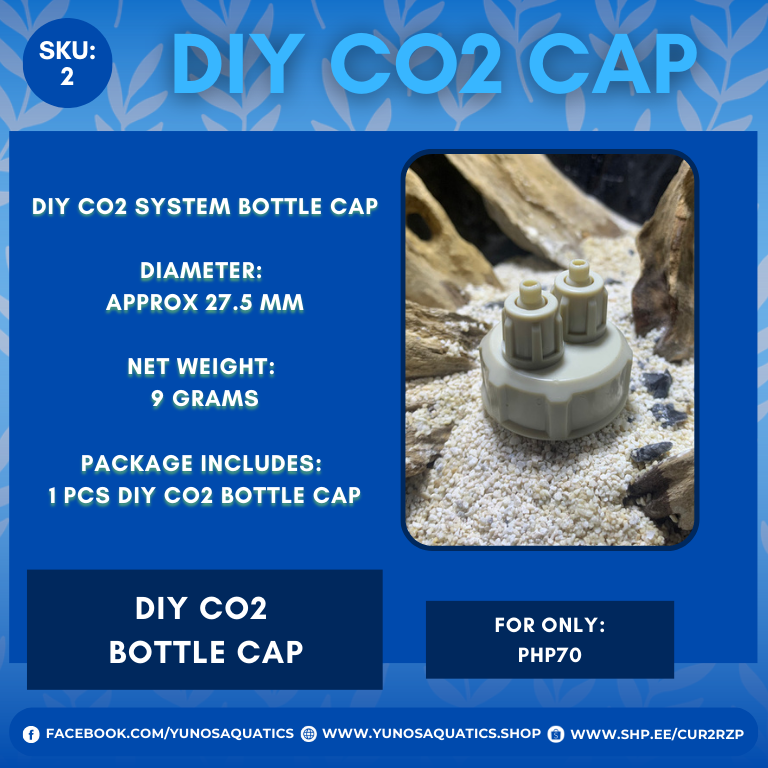 SKU:
2
DIY CO2 CAP
DIY CO2 SYSTEM BOTTLE CAP
DIAMETER:
APPROX 27.5 MM
NET WEIGHT:
9 GRAMS
PACKAGE INCLUDES:
1 PCS DIY CO2 BOTTLE CAP
DIY CO2
BOTTLE CAP
FOR ONLY:
PHP70
FACEBOOK.COM/YUNOSAQUATICS WWW.YUNOSAQUATICS.SHOP WWW.SHP.EE/CUR2RZP